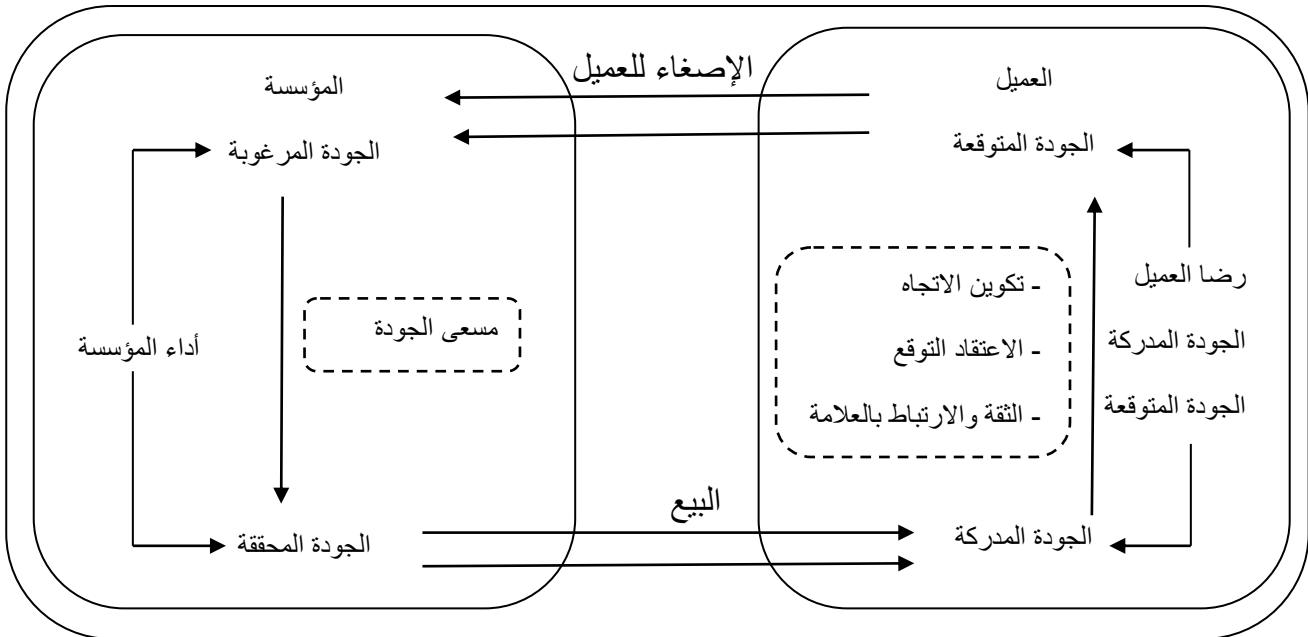 الإصغاء للعميل
العميل
الجودة المتوقعة
رضا العميل
الجودة المدركة
الجودة المتوقعة
- تكوين الاتجاه
- الاعتقاد التوقع
- الثقة والارتباط بالعلامة
الجودة المدركة
المؤسسة
الجودة المرغوبة
مسعى الجودة
أداء المؤسسة
الجودة المحققة
البيع